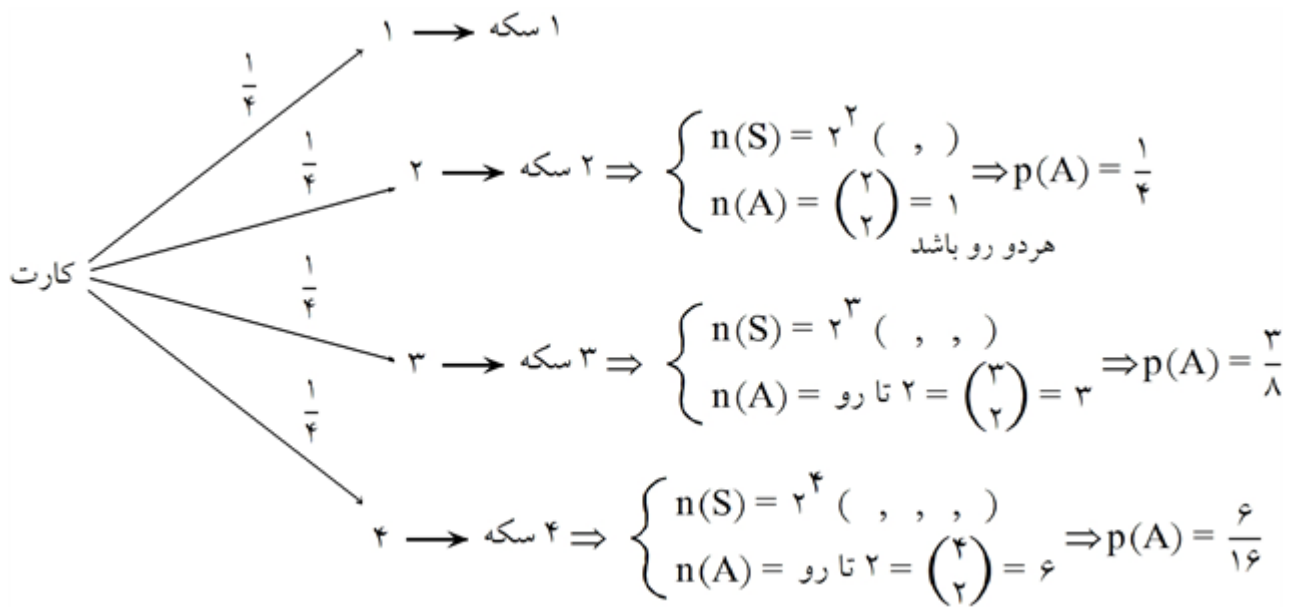 ۱ ⟶ ۱ سکه
۱/۴
n(S) = ۲^۲ ( , )
۱/۴
۲ ⟶ ۲ سکه ⇒ { ⇒ p(A) = ۱/۴
n(A) = (۲ ۲) = ۱
هردو رو باشد
کارت
۱/۴
n(S) = ۲^۳ ( , , )
۳ ⟶ ۳ سکه ⇒ { ⇒ p(A) = ۳/۸
n(A) = ۲ تا رو = (۳ ۲) = ۳
۱/۴
n(S) = ۲^۴ ( , , , )
۴ ⟶ ۴ سکه ⇒ { ⇒ p(A) = ۶/۱۶
n(A) = ۲ تا رو = (۴ ۲) = ۶